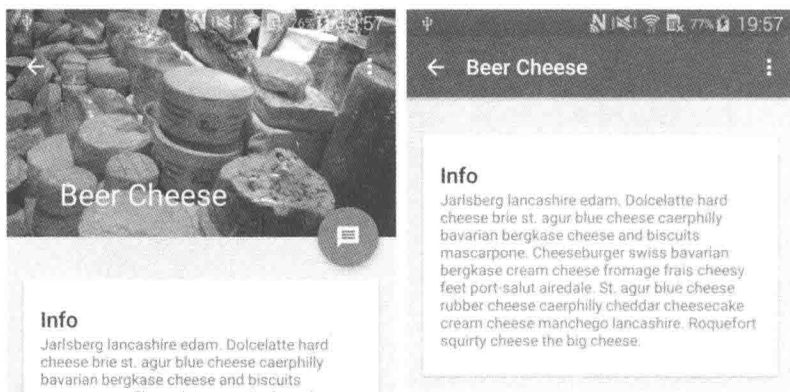 19:57
Beer Cheese
Info
Jarlsberg lancashire edam. Dolcelatte hard
cheese brie st. agur blue cheese caerphilly
bavarian bergkase cheese and biscuits
77% 19:57
Beer Cheese
Info
Jarlsberg lancashire edam. Dolcelatte hard
cheese brie st. agur blue cheese caerphilly
bavarian bergkase cheese and biscuits
mascarpone. Cheeseburger swiss bavarian
bergkase cream cheese fromage frais cheesy
feet port-salut airedale. St. agur blue cheese
rubber cheese caerphilly cheddar cheesecake
cream cheese manchego lancashire. Roquefort
squirty cheese the big cheese.